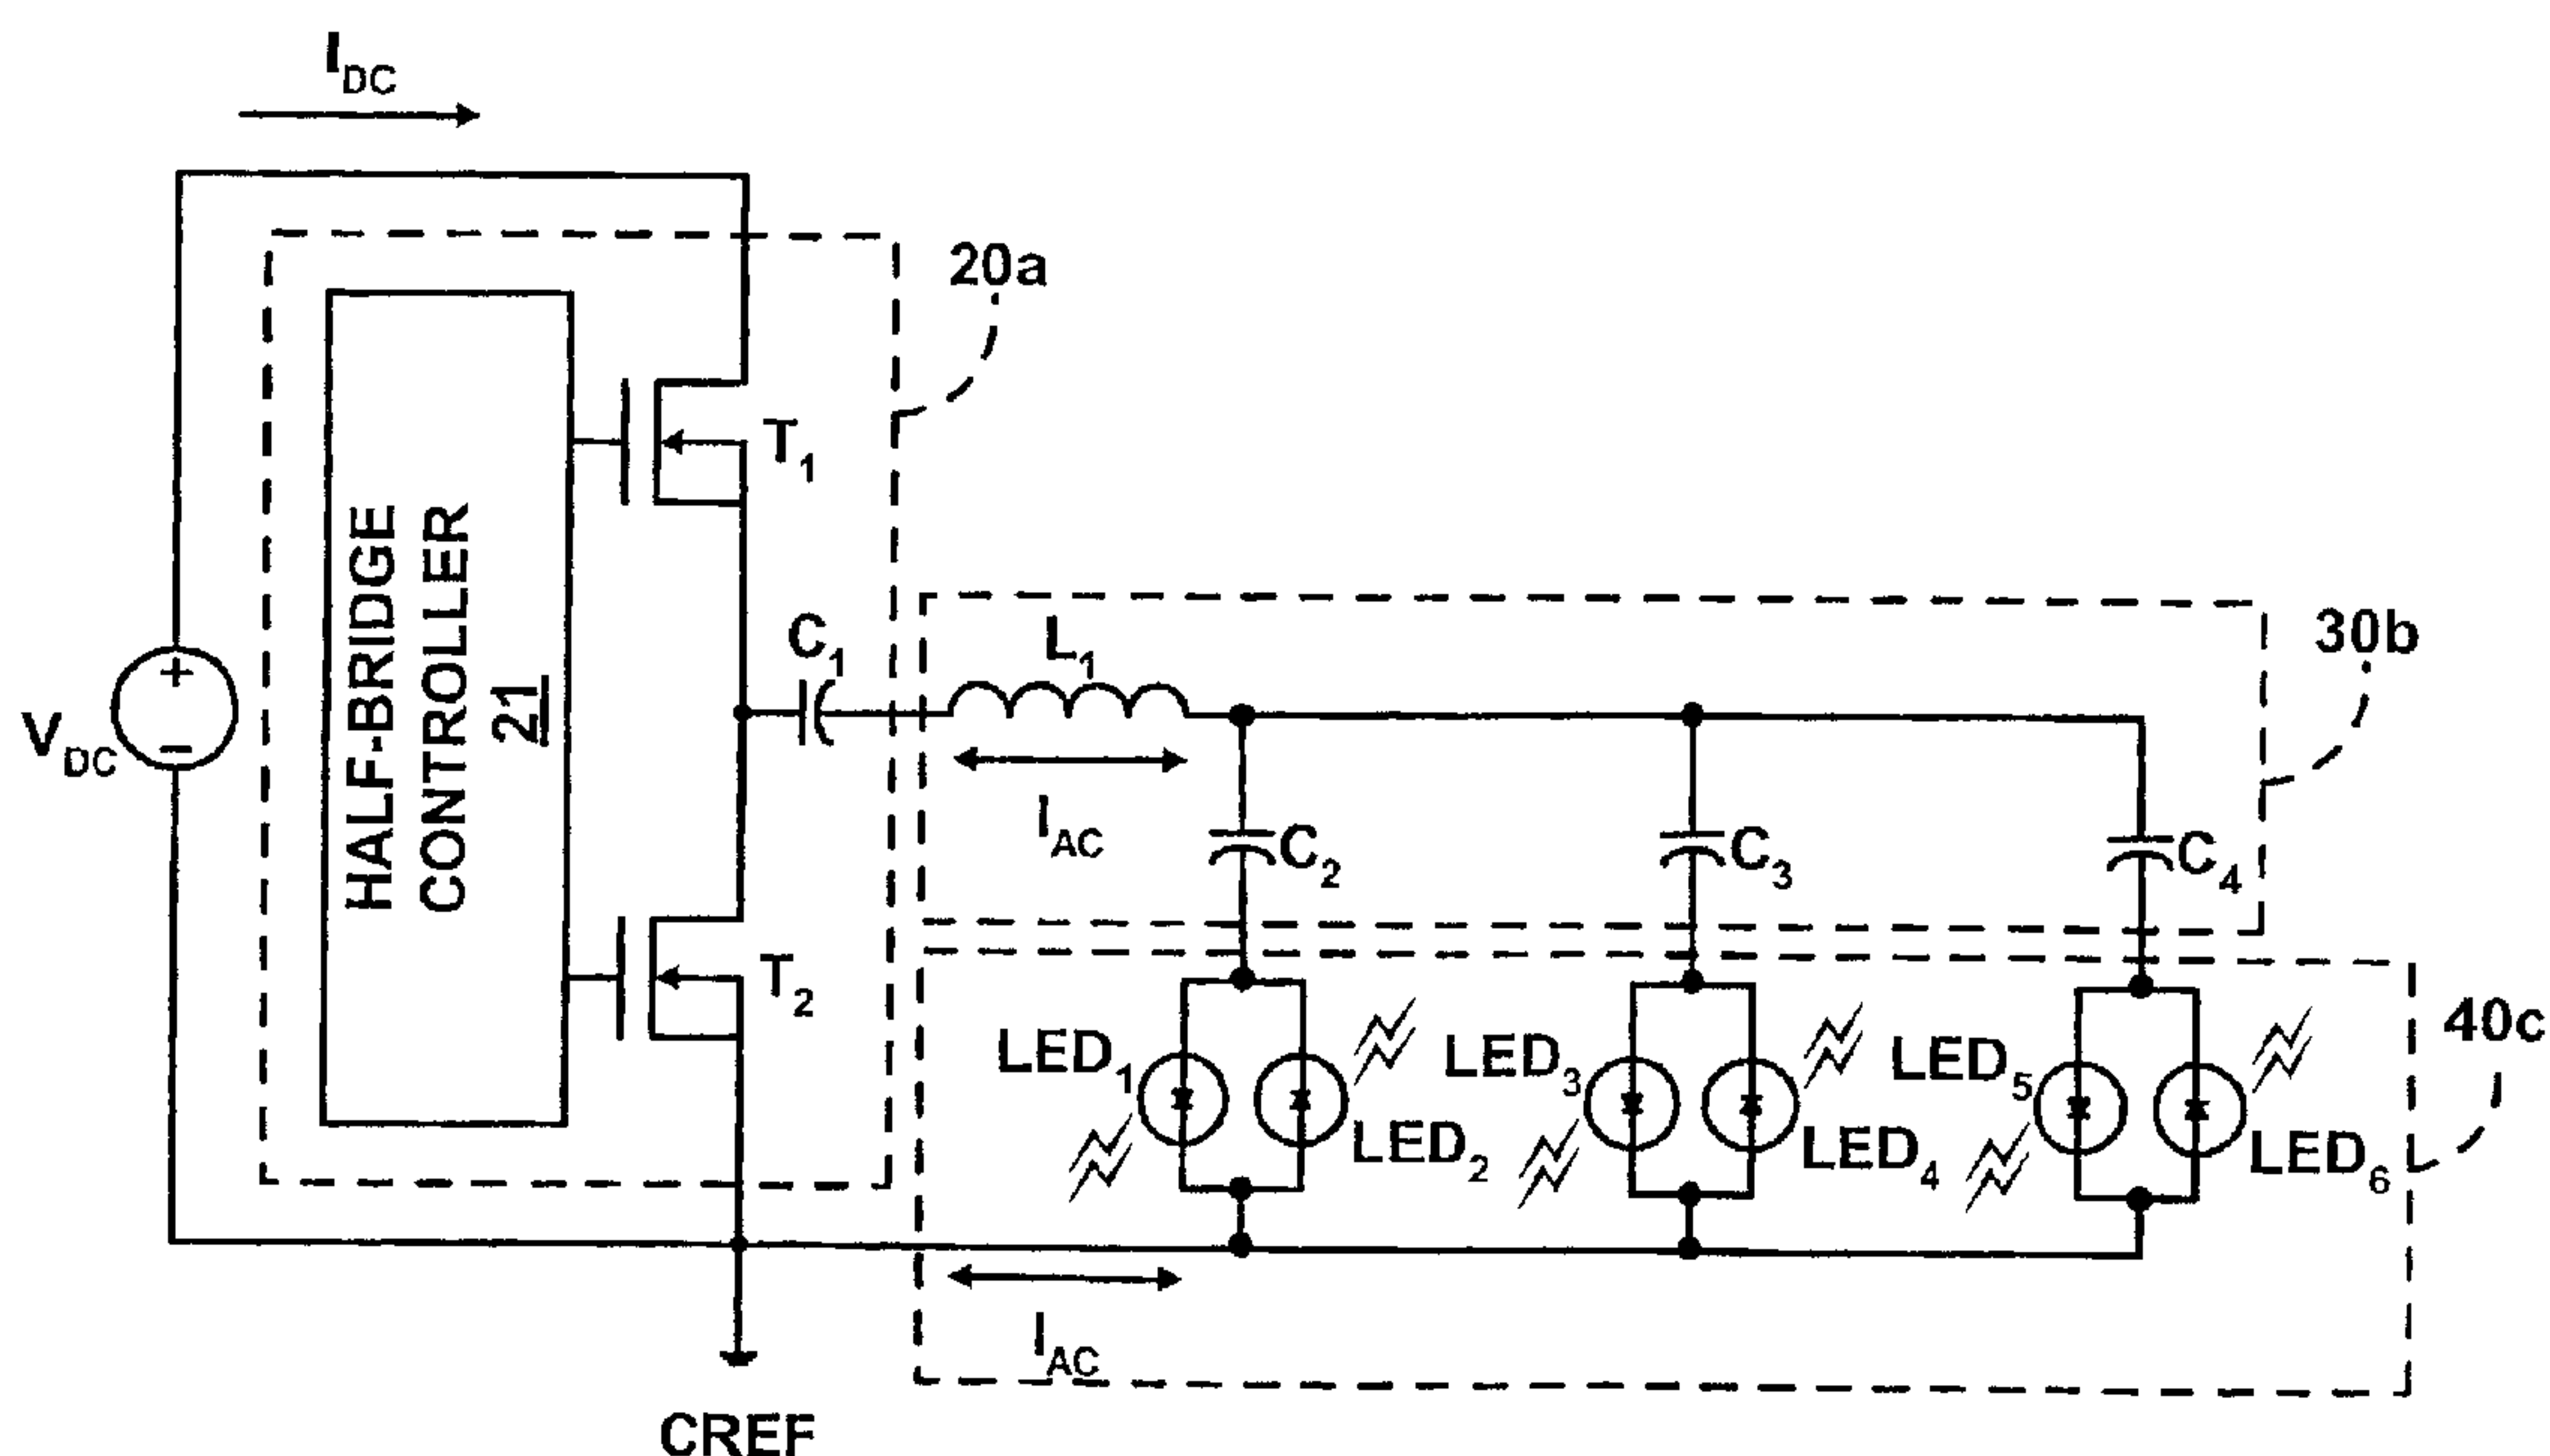 I_DC
20a
T_1
HALF-BRIDGE
CONTROLLER
21
C_1
L_1
30b
V_DC
+
−
I_AC
C_2
C_3
C_4
T_2
LED_1
LED_2
LED_3
LED_4
LED_5
LED_6
40c
I_AC
CREF